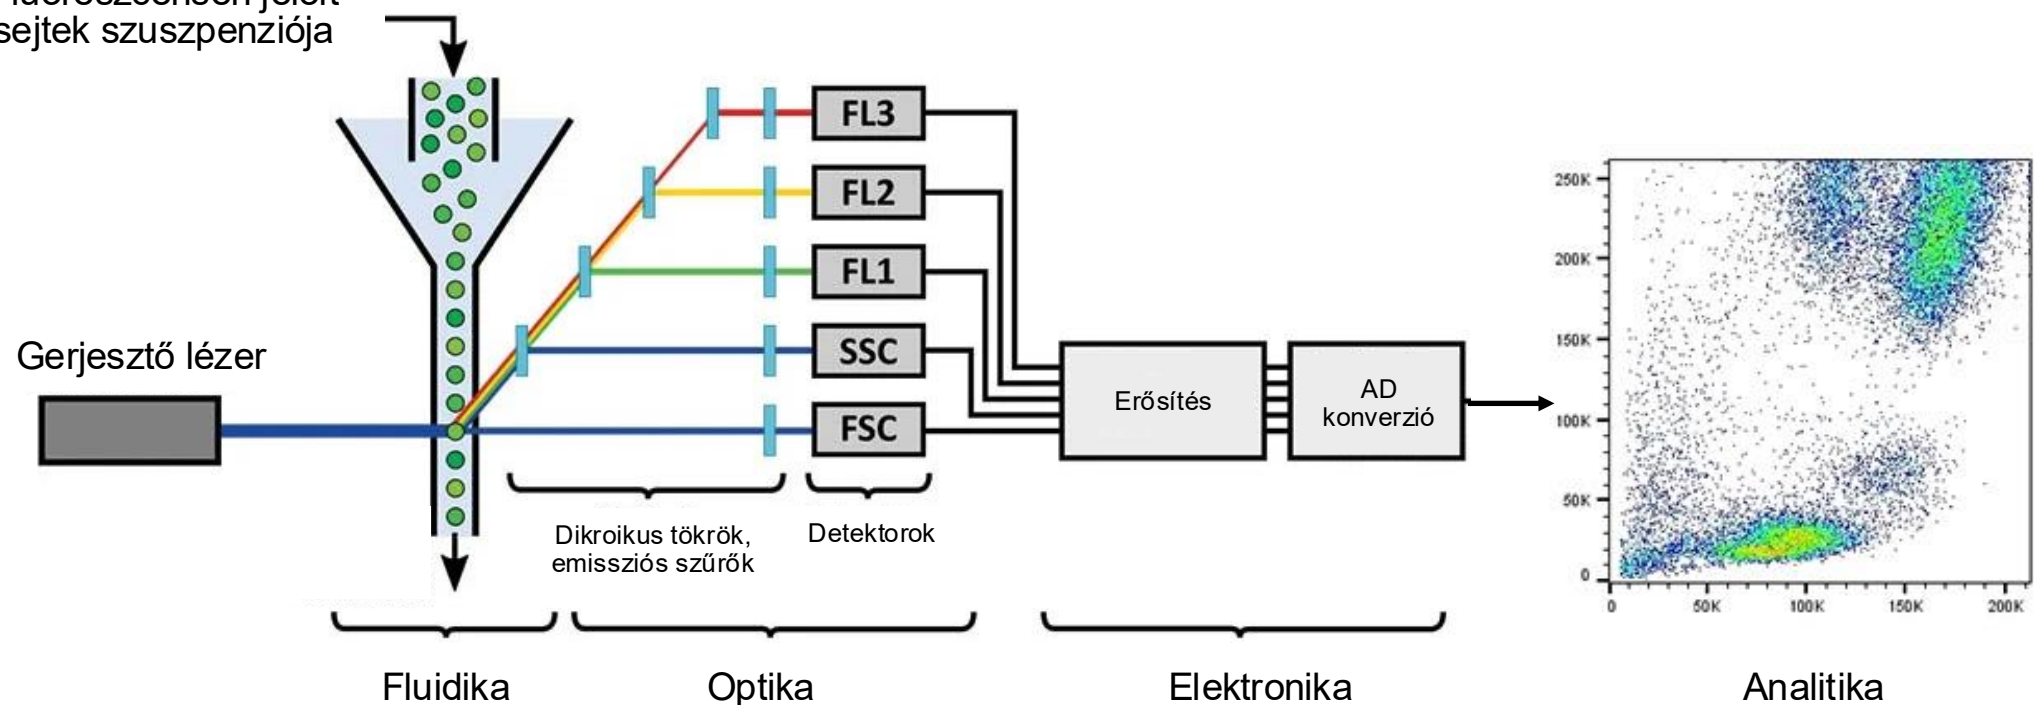 sejtek szuszpenziója
Gerjesztő lézer
FL3
FL2
FL1
SSC
FSC
Dikroikus tökrök,
emissziós szűrők
Detektorok
Erősítés
AD
konverzió
250K
200K
150K
100K
50K
0
0
50K
100K
150K
200K
Fluidika
Optika
Elektronika
Analitika